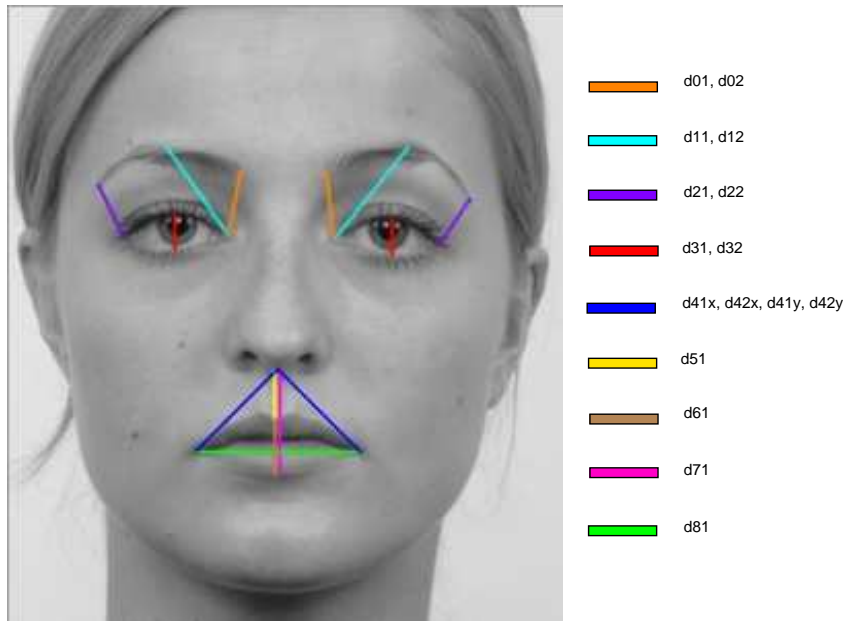 d01, d02
d11, d12
d21, d22
d31, d32
d41x, d42x, d41y, d42y
d51
d61
d71
d81